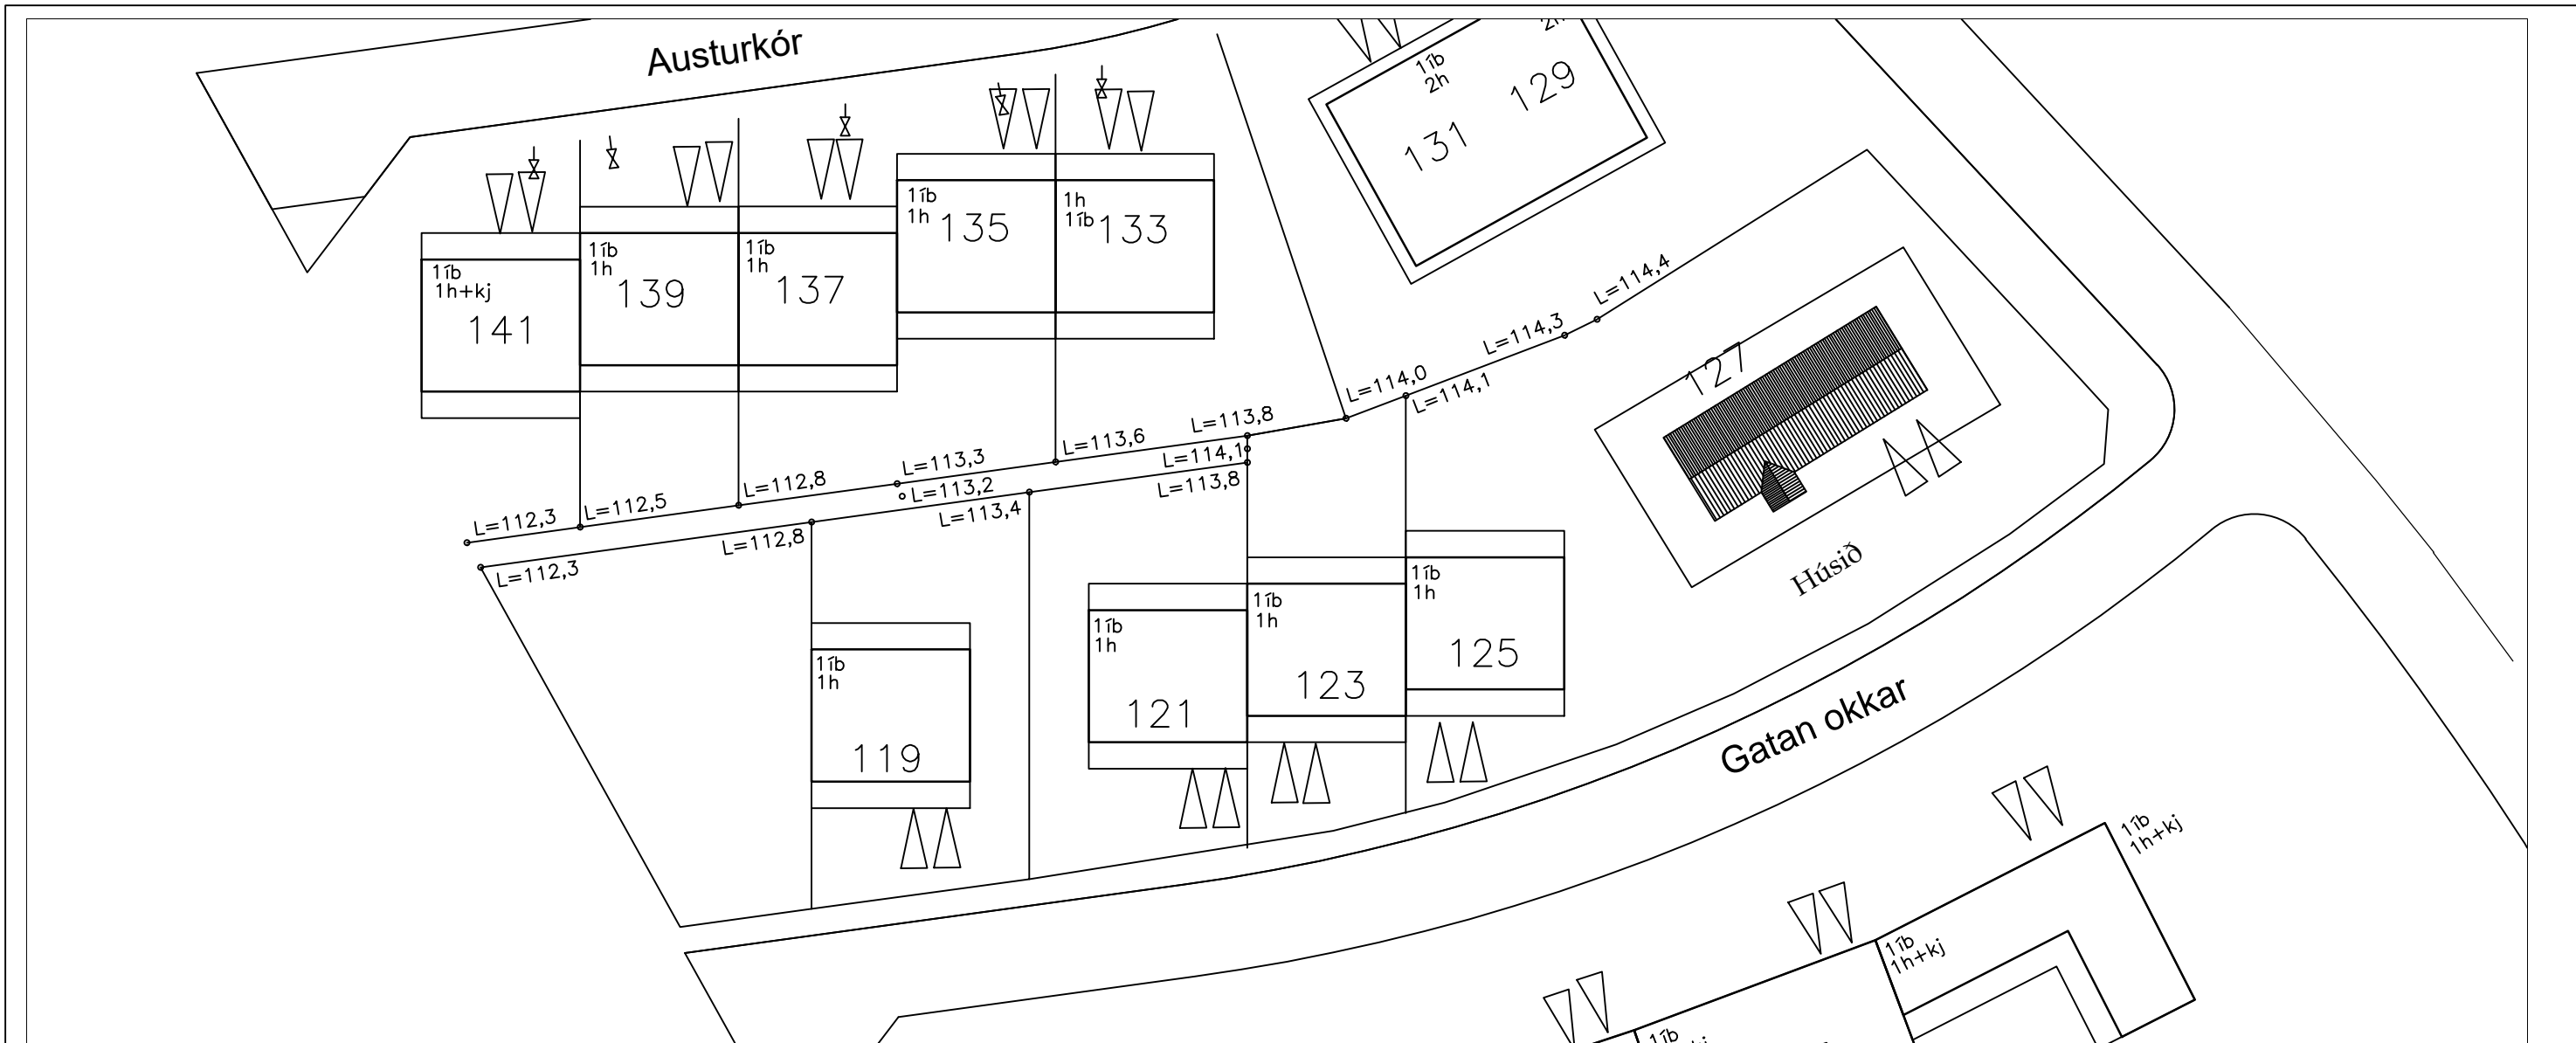 Austurkór
2h
1íb
2h
129
131
1íb
1h
135
1h
1íb
133
1íb
1h
139
1íb
1h
137
1íb
1h+kj
141
L=114,4
L=114,3
L=114,0
L=114,1
127
L=113,8
L=113,6
L=114,1
L=113,3
L=113,8
L=113,2
L=112,8
L=113,4
L=112,5
L=112,3
L=112,8
L=112,3
Húsið
1íb
1h
125
1íb
1h
123
1íb
1h
121
1íb
1h
119
Gatan okkar
1íb
1h+kj
1íb
1h+kj
1íb